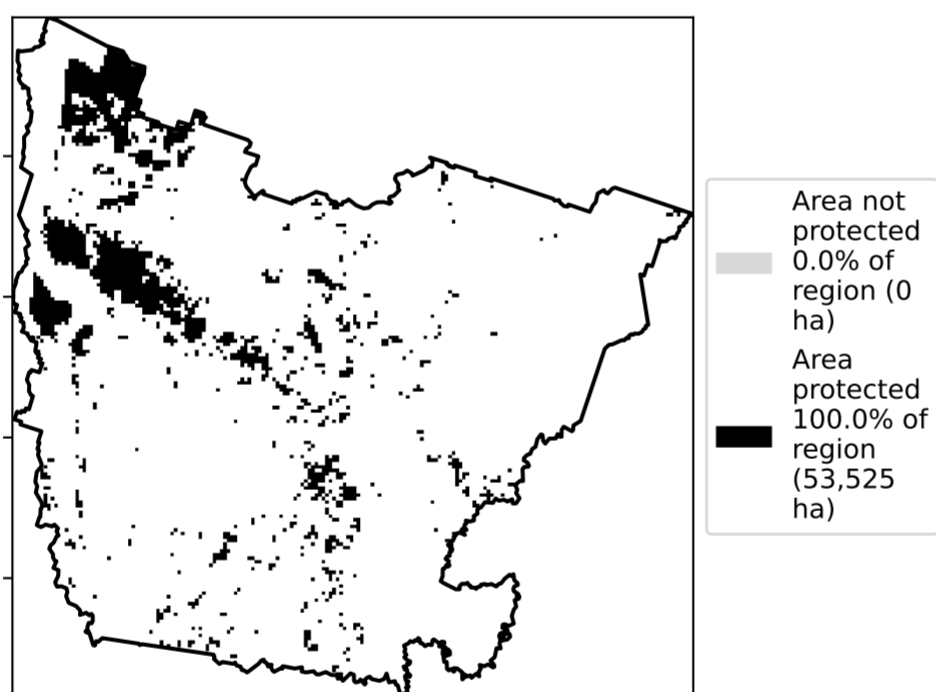 Area not
protected
0.0% of
region (0
ha)
Area
protected
100.0% of
region
(53,525
ha)